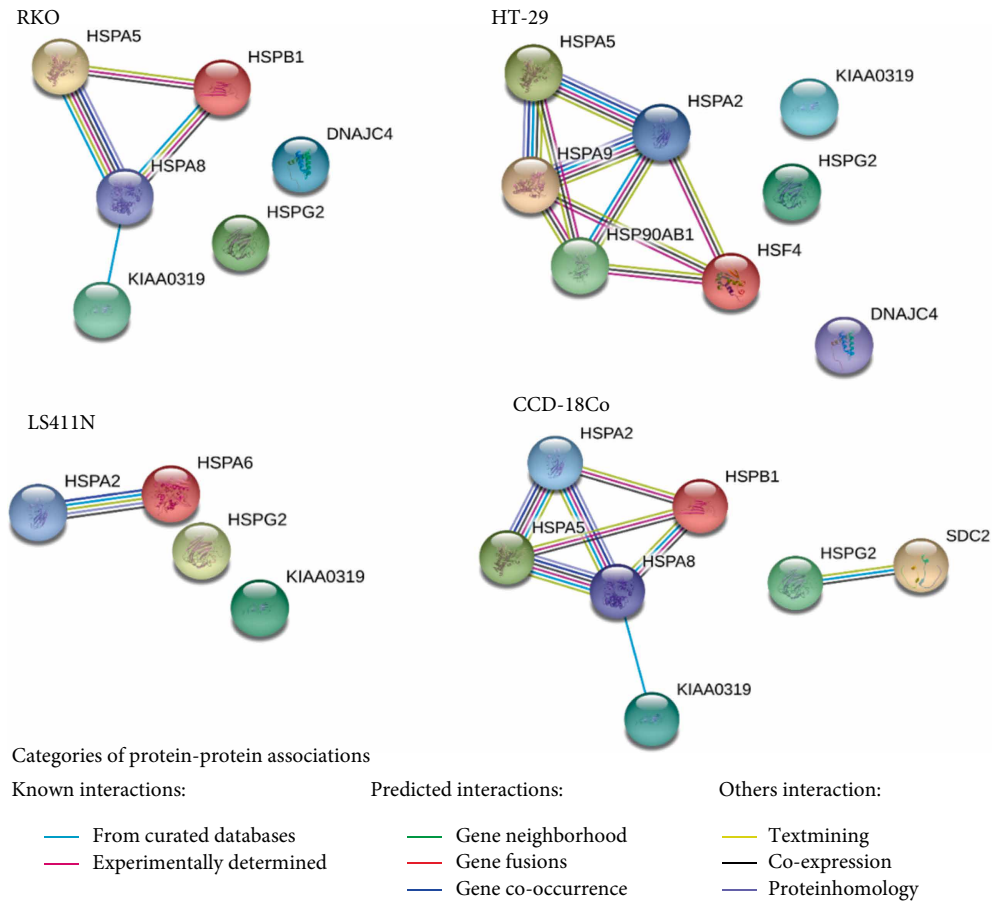 RKO
HSPA5
HSPB1
DNAJC4
HSPA8
HSPG2
KIAA0319
HT-29
HSPA5
KIAA0319
HSPA2
HSPA9
HSPG2
HSP90AB1
HSF4
DNAJC4
LS411N
HSPA2
HSPA6
HSPG2
KIAA0319
CCD-18Co
HSPA2
HSPB1
HSPA5
HSPA8
HSPG2
SDC2
KIAA0319
Categories of protein-protein associations
Known interactions:
From curated databases
Experimentally determined
Predicted interactions:
Gene neighborhood
Gene fusions
Gene co-occurrence
Others interaction:
Textmining
Co-expression
Proteinhomology